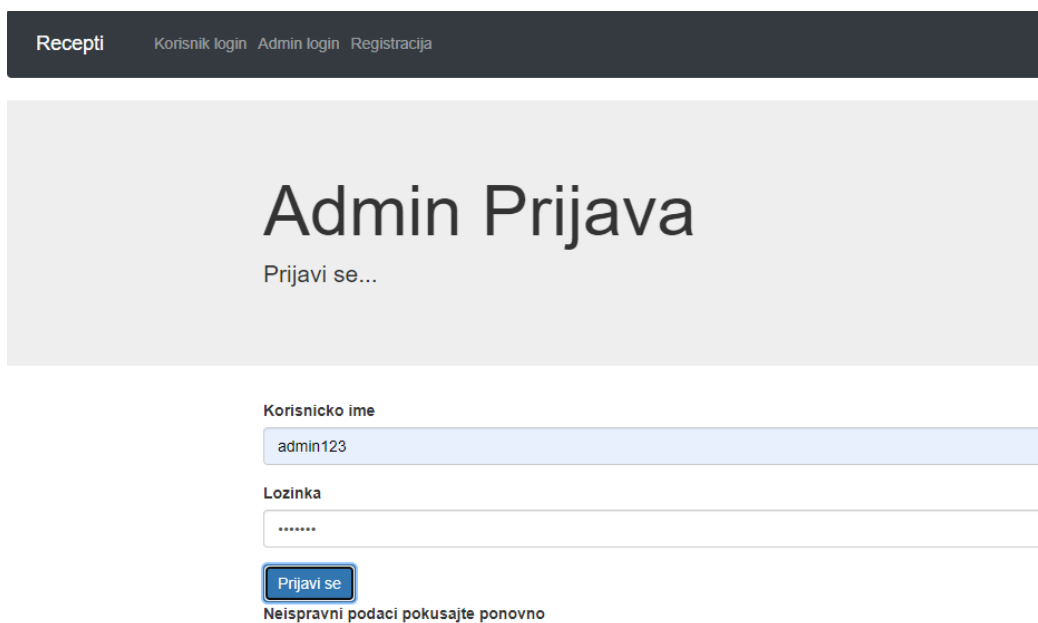 Recepti Korisnik login Admin login Registracija
Admin Prijava
Prijavi se...
Korisnicko ime
admin123
Lozinka
•••••••
Prijavi se
Neispravni podaci pokusajte ponovno